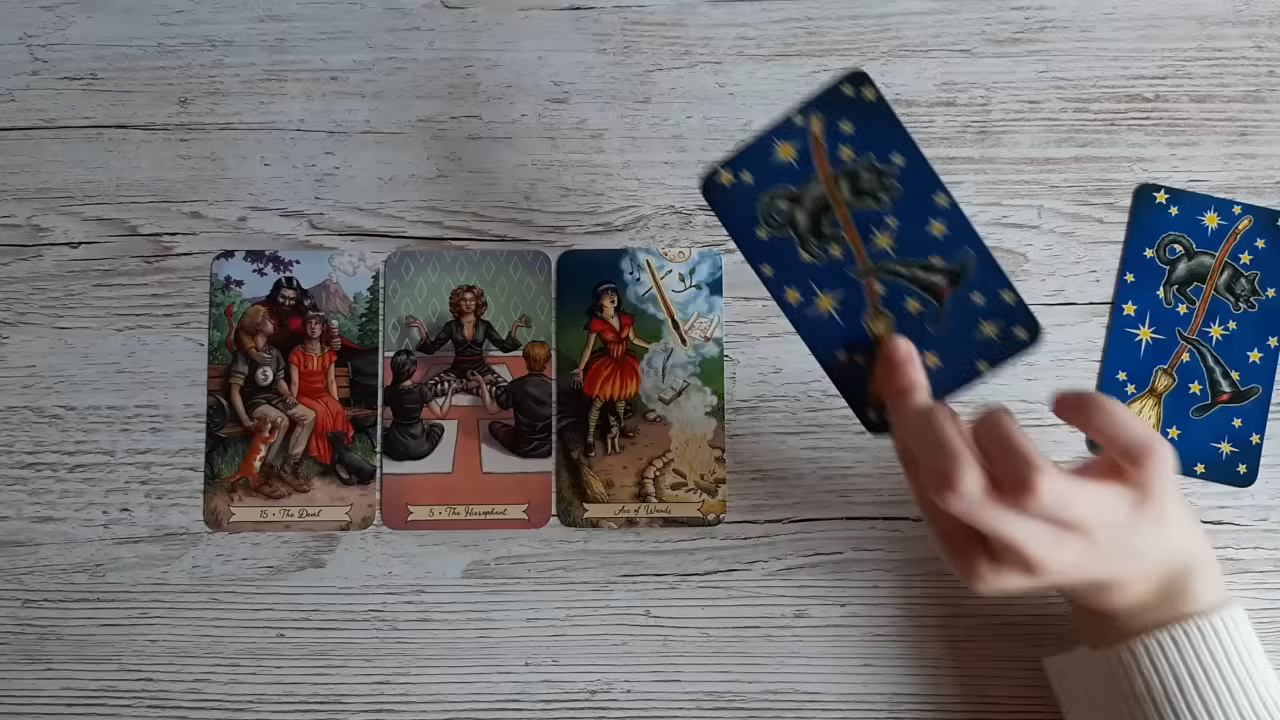 15 • The Devil
5 • The Hierophant
Ace of Wands
$